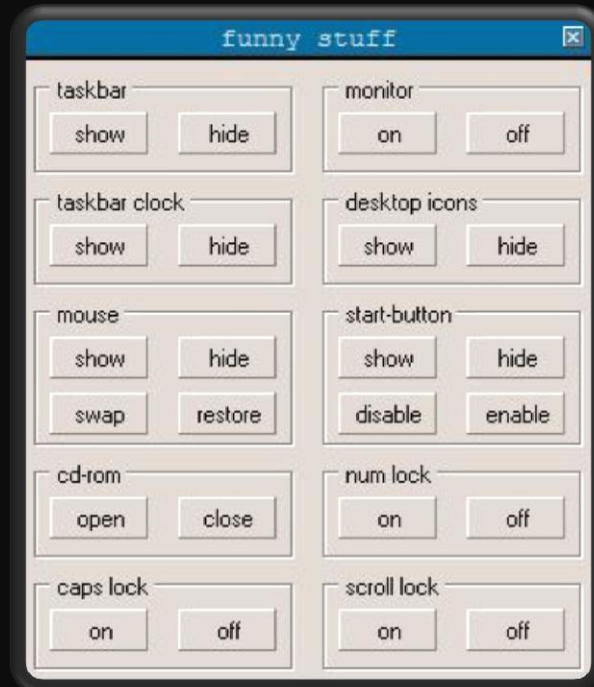 funny stuff
taskbar
show hide
monitor
on off
taskbar clock
show hide
desktop icons
show hide
mouse
show hide
swap restore
start-button
show hide
disable enable
cd-rom
open close
num lock
on off
caps lock
on off
scroll lock
on off